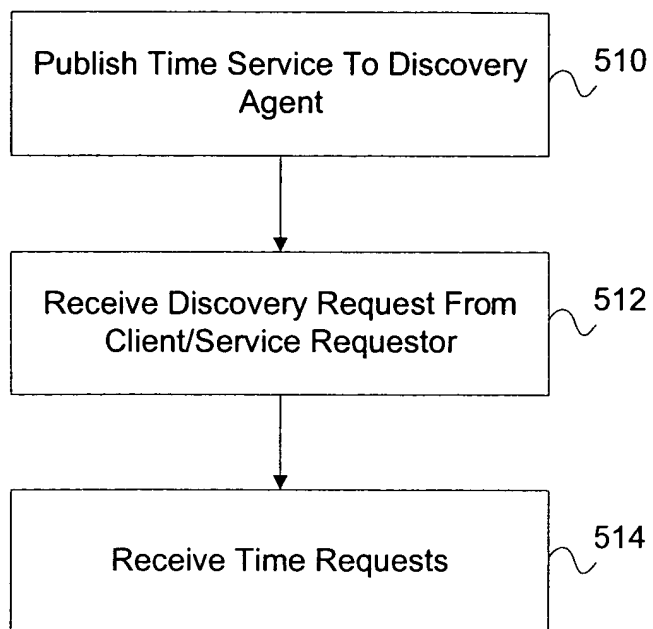 Publish Time Service To Discovery
Agent
510
Receive Discovery Request From
Client/Service Requestor
512
Receive Time Requests
514